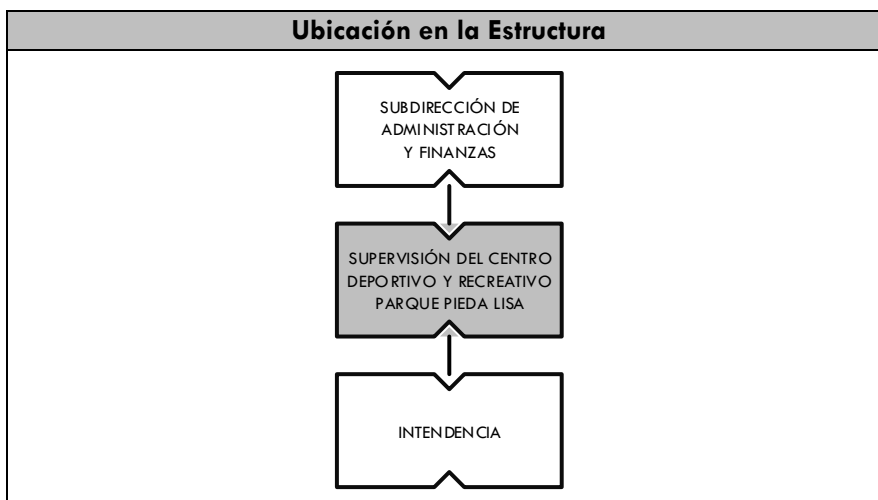 Ubicación en la Estructura
SUBDIRECCIÓN DE
ADMINISTRACIÓN
Y FINANZAS
SUPERVISIÓN DEL CENTRO
DEPORTIVO Y RECREATIVO
PARQUE PIEDA LISA
INTENDENCIA